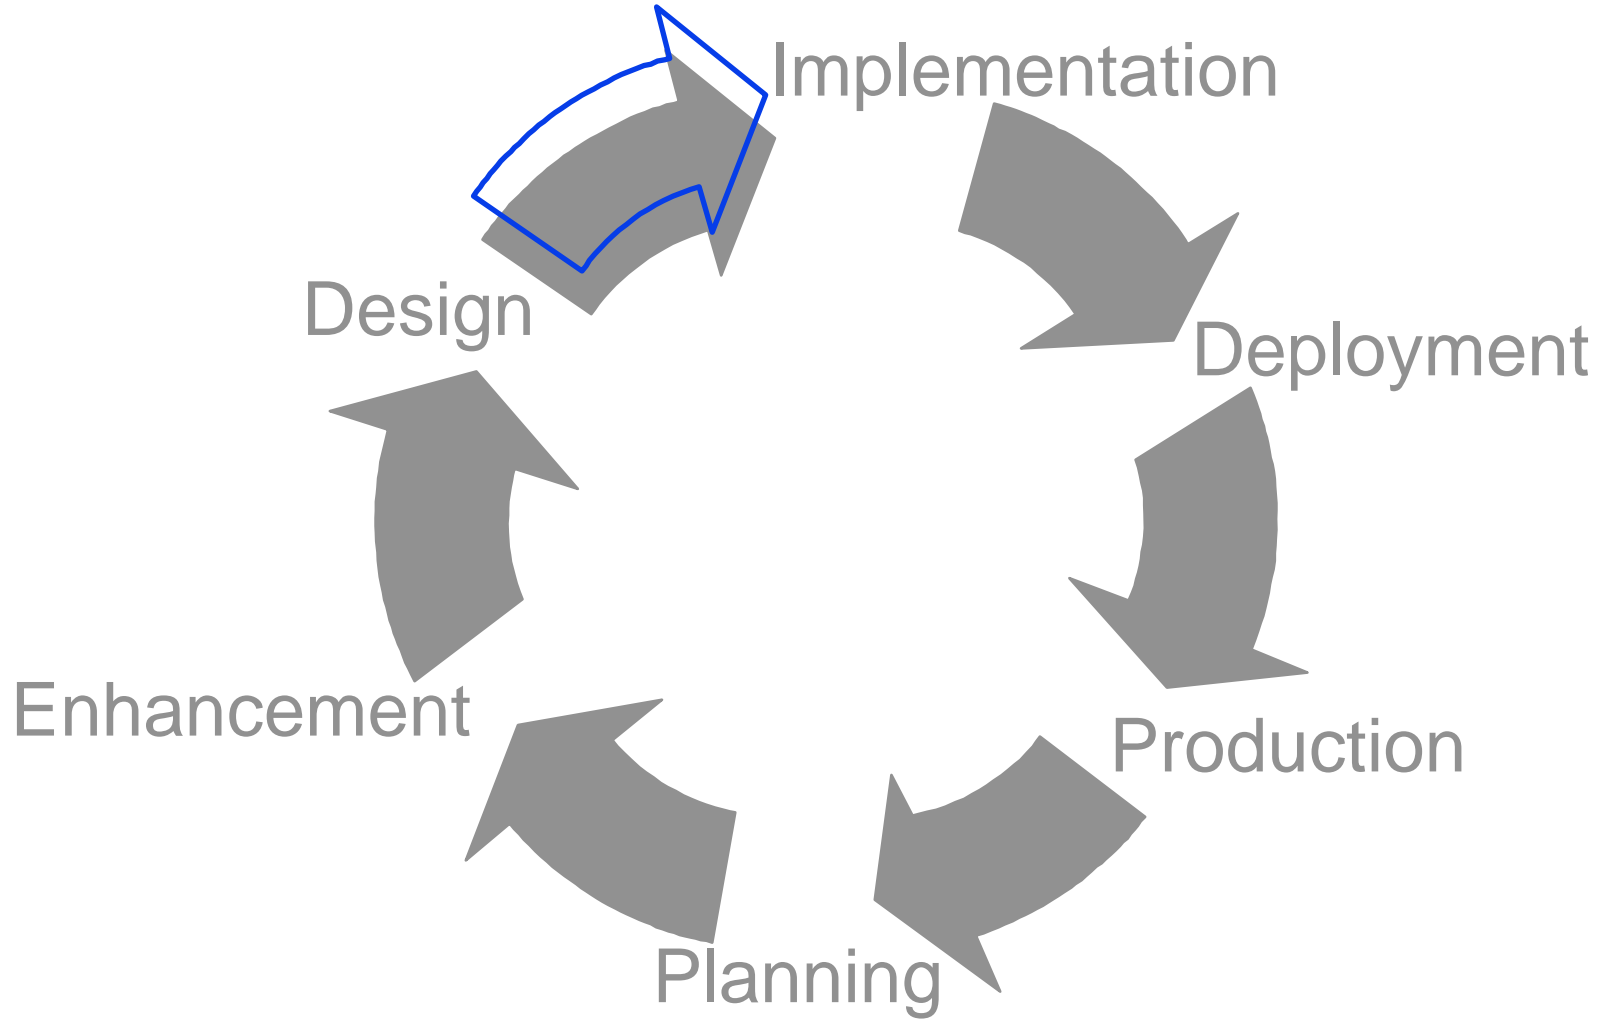 Implementation
Design
Deployment
Enhancement
Production
Planning